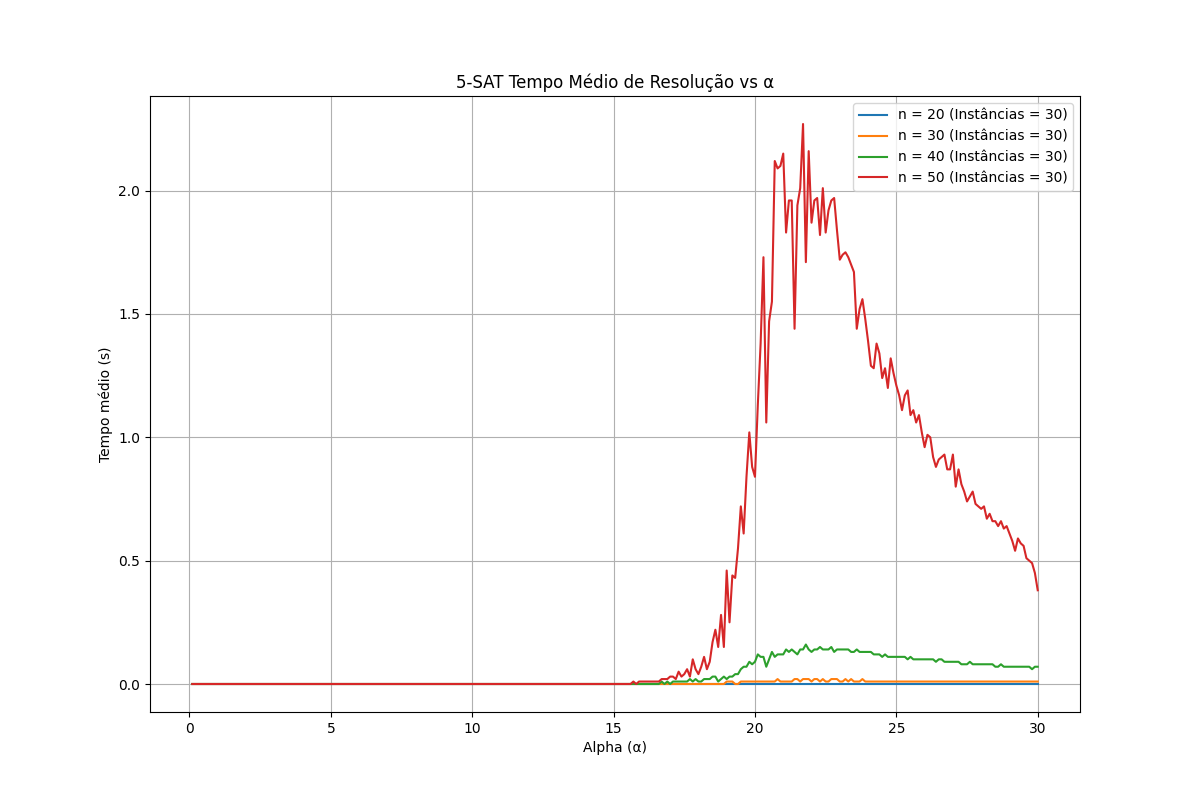 5-SAT Tempo Médio de Resolução vs α
n = 20 (Instâncias = 30)
n = 30 (Instâncias = 30)
n = 40 (Instâncias = 30)
n = 50 (Instâncias = 30)
Tempo médio (s)
2.0
1.5
1.0
0.5
0.0
0 5 10 15 20 25 30
Alpha (α)